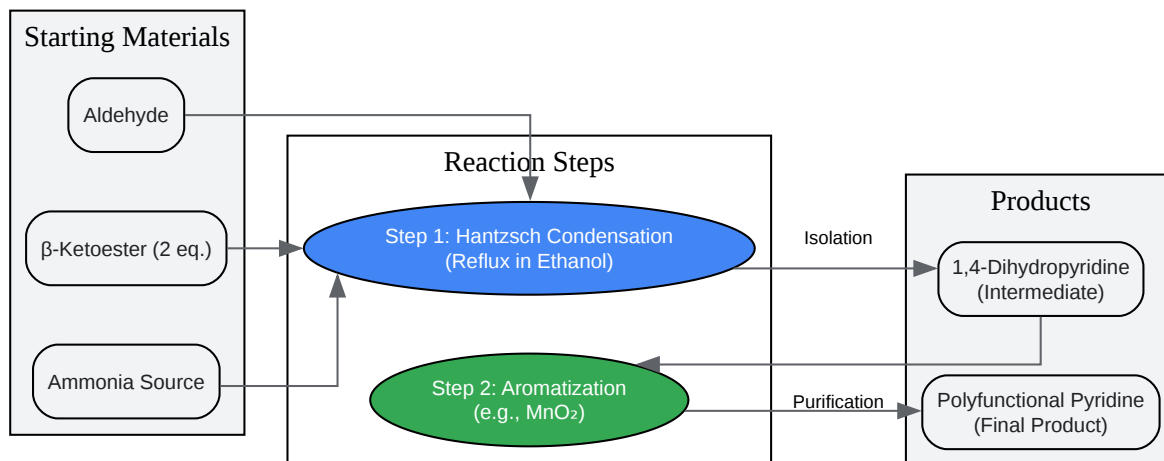 Starting Materials
Aldehyde
β-Ketoester (2 eq.)
Ammonia Source
Reaction Steps
Step 1: Hantzsch Condensation
(Reflux in Ethanol)
Step 2: Aromatization
(e.g., MnO₂)
Isolation
Purification
Products
1,4-Dihydropyridine
(Intermediate)
Polyfunctional Pyridine
(Final Product)